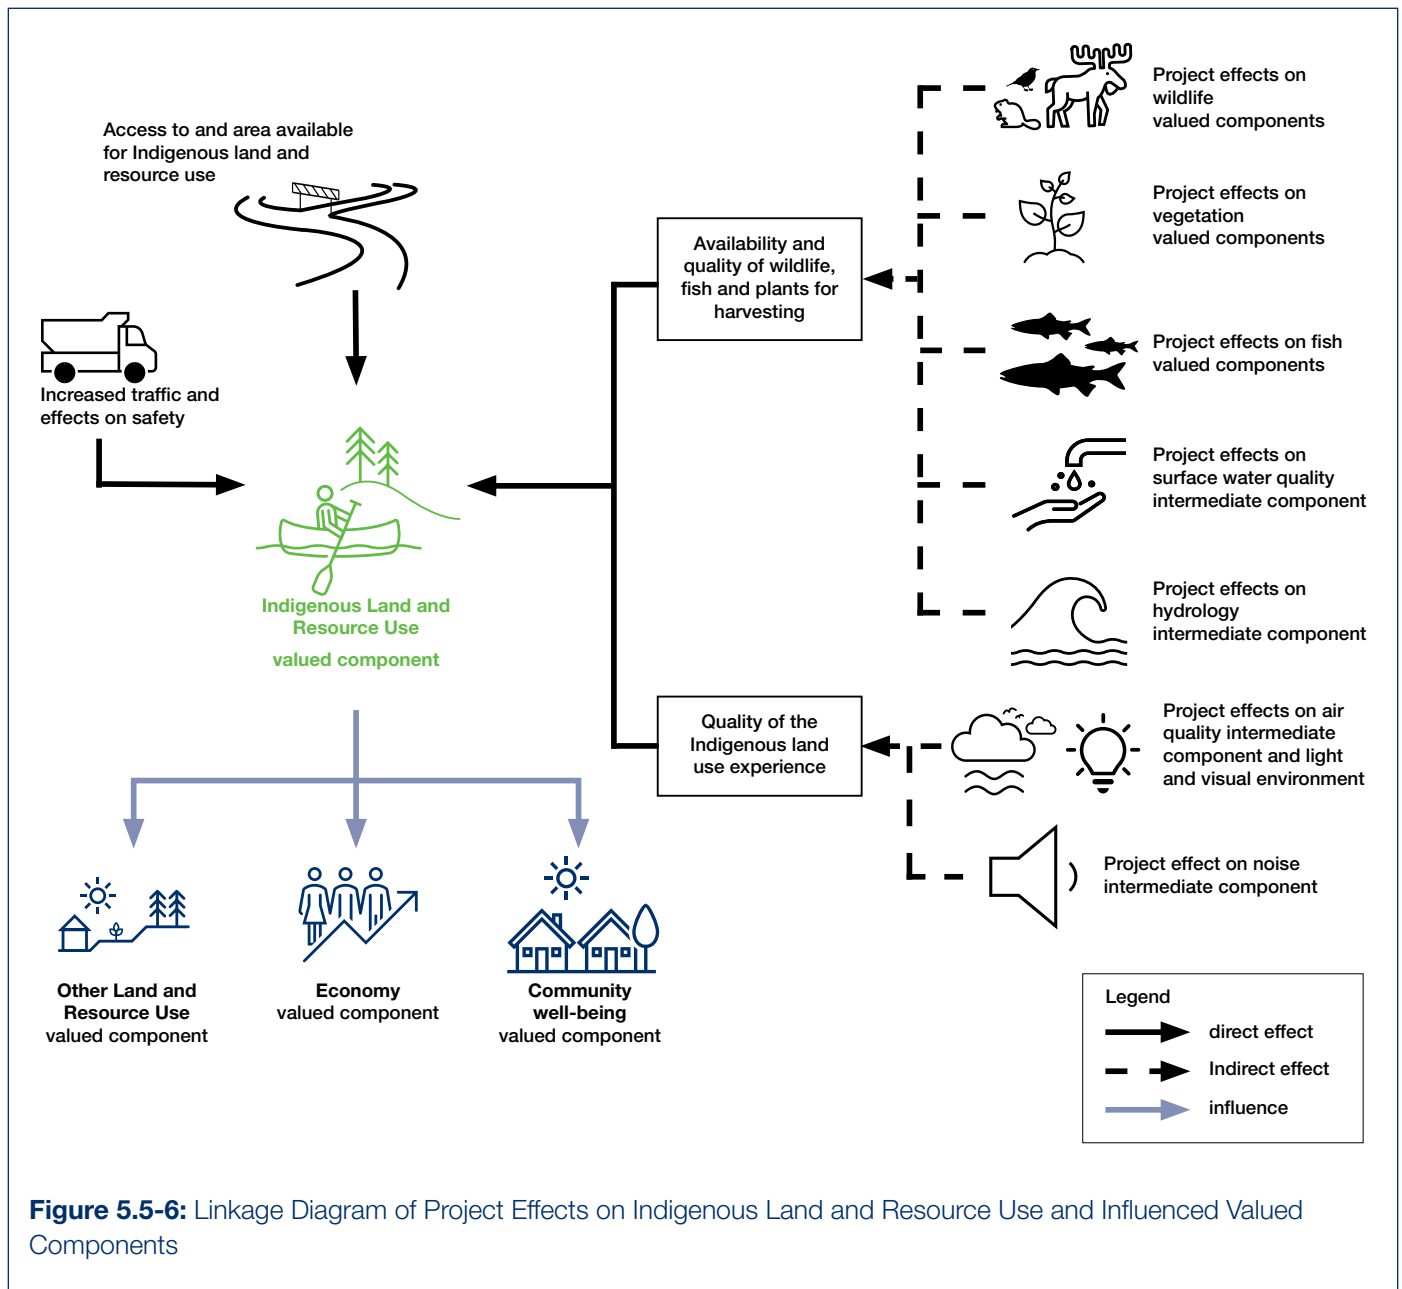 Access to and area available
for Indigenous land and
resource use
Increased traffic and
effects on safety
Indigenous Land and
Resource Use
valued component
Other Land and
Resource Use
valued component
Economy
valued component
Community
well-being
valued component
Availability and
quality of wildlife,
fish and plants for
harvesting
Quality of the
Indigenous land
use experience
Project effects on
wildlife
valued components
Project effects on
vegetation
valued components
Project effects on fish
valued components
Project effects on
surface water quality
intermediate component
Project effects on
hydrology
intermediate component
Project effects on air
quality intermediate
component and light
and visual environment
Project effect on noise
intermediate component
Legend
direct effect
Indirect effect
influence
Figure 5.5-6: Linkage Diagram of Project Effects on Indigenous Land and Resource Use and Influenced Valued
Components